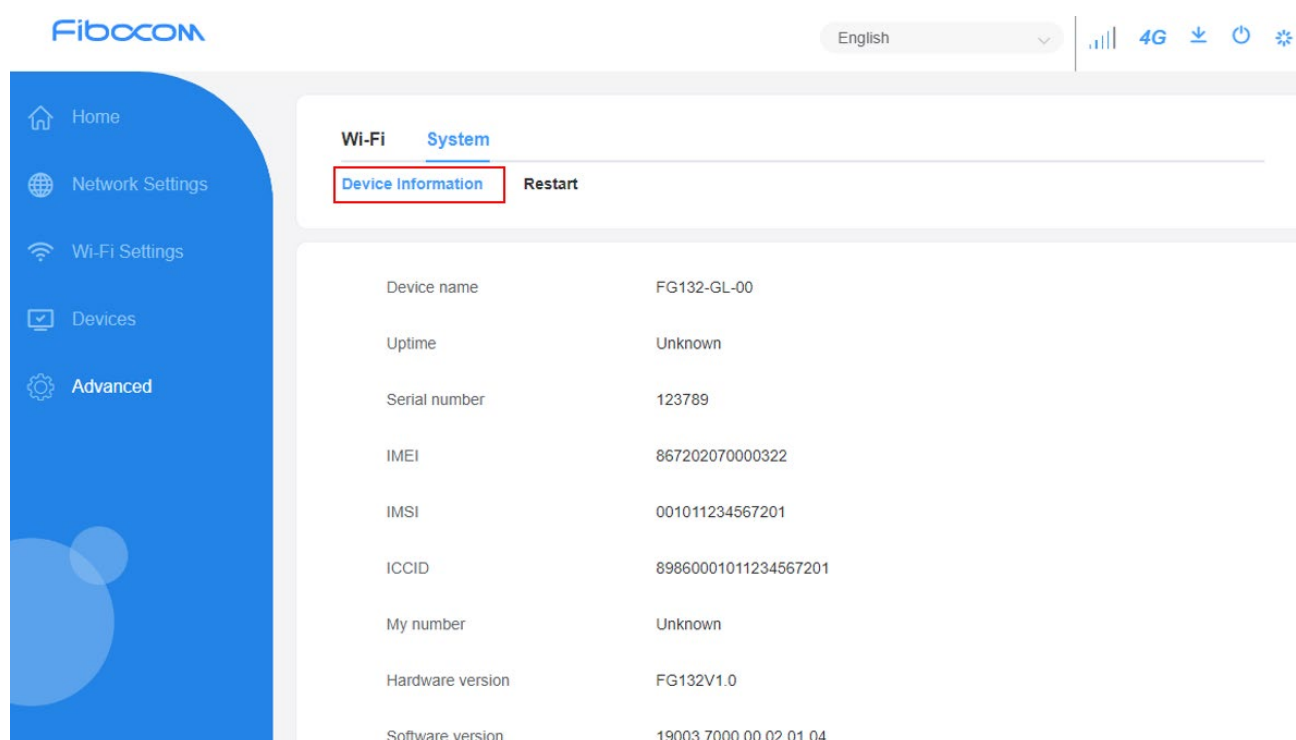 Fibocom
English
4G
Home
Network Settings
Wi-Fi Settings
Devices
Advanced
Wi-Fi System
Device Information Restart
Device name FG132-GL-00
Uptime Unknown
Serial number 123789
IMEI 867202070000322
IMSI 001011234567201
ICCID 89860001011234567201
My number Unknown
Hardware version FG132V1.0
Software version 19003.7000.00.02.01.04